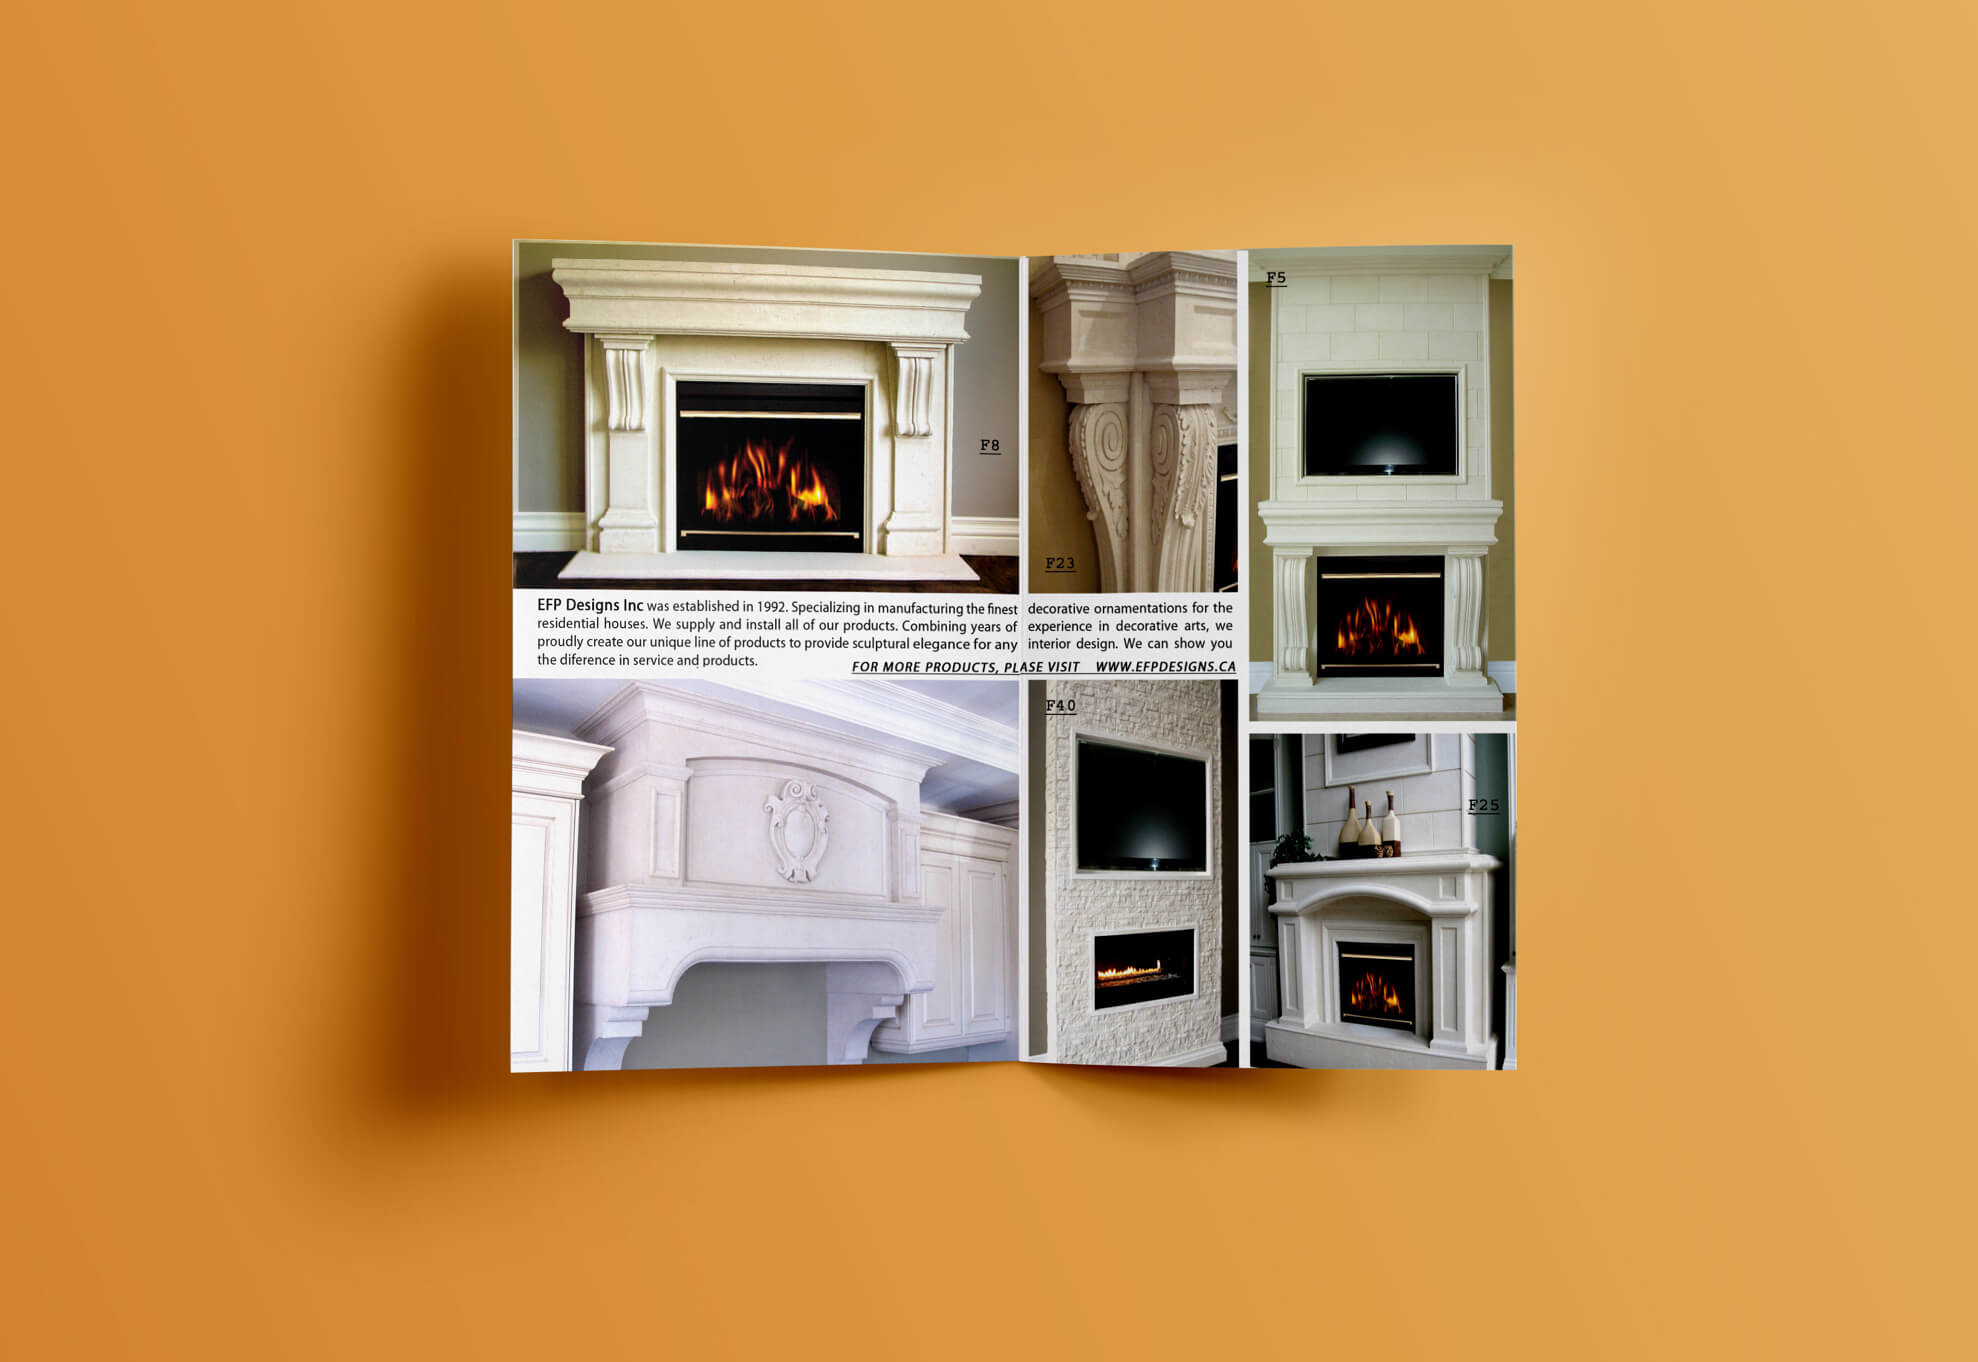 F8
F23
F5
EFP Designs Inc was established in 1992. Specializing in manufacturing the finest decorative ornamentations for the
residential houses. We supply and install all of our products. Combining years of experience in decorative arts, we
proudly create our unique line of products to provide sculptural elegance for any interior design. We can show you
the diference in service and products.
FOR MORE PRODUCTS, PLASE VISIT WWW.EFPDESIGNS.CA
F40
F25